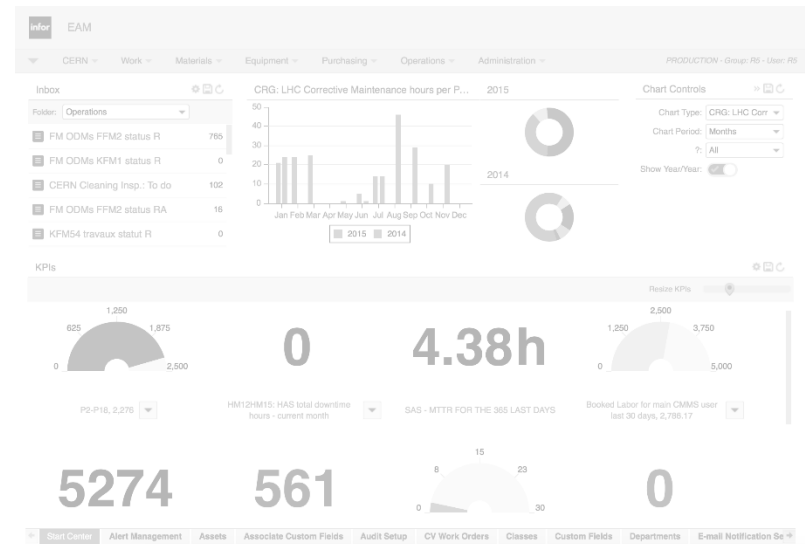 infor EAM
CERN Work Materials Equipment Purchasing Operations Administration PRODUCTION - Group: R5 - User: R5
Inbox
Folder: Operations
FM ODMs FFM2 status R 765
FM ODMs KFM1 status R 0
CERN Cleaning Insp.: To do 102
FM ODMs FFM2 status RA 16
KFM54 travaux statut R 0
CRG: LHC Corrective Maintenance hours per P...
50
40
30
20
10
0
Jan Feb Mar Apr May Jun Jul Aug Sep Oct Nov Dec
2015 2014
2015
2014
Chart Controls
Chart Type: CRG: LHC Corr
Chart Period: Months
?: All
Show Year/Year:
KPIs
Resize KPIs
0 625 1,250 1,875 2,500
P2-P18, 2,276
0
HM12HM15: HAS total downtime
hours - current month
4.38h
SAS - MTTR FOR THE 365 LAST DAYS
0 1,250 2,500 3,750 5,000
Booked Labor for main CMMS user
last 30 days, 2,788.17
5274
561
0 8 15 23 30
0
Start Center Alert Management Assets Associate Custom Fields Audit Setup CV Work Orders Classes Custom Fields Departments E-mail Notification Se